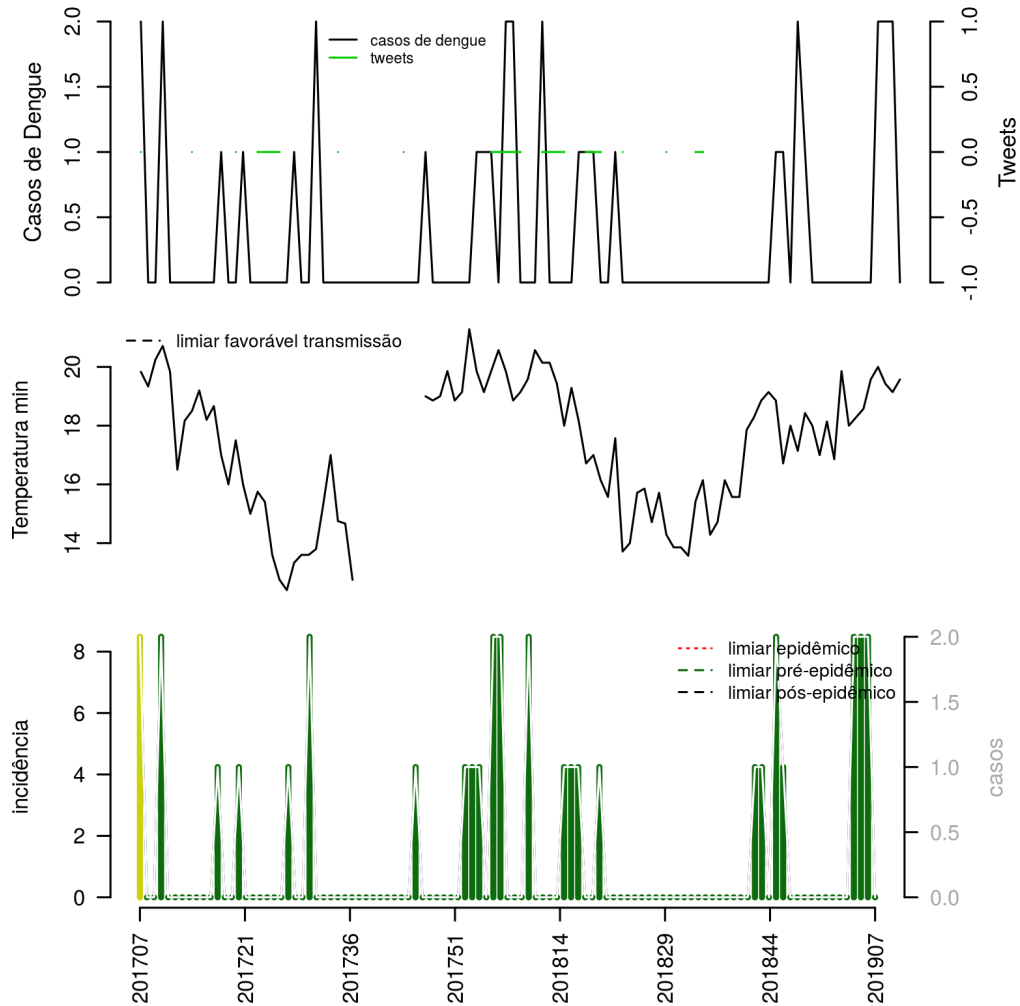 Casos de Dengue
2.0
1.5
1.0
0.5
0.0
casos de dengue
tweets
1.0
0.5
0.0
-0.5
-1.0
Tweets
Temperatura min
20
18
16
14
limiar favorável transmissão
incidência
8
6
4
2
0
limiar epidêmico
limiar pré-epidêmico
limiar pós-epidêmico
2.0
1.5
1.0
0.5
0.0
casos
201707
201721
201736
201751
201814
201829
201844
201907